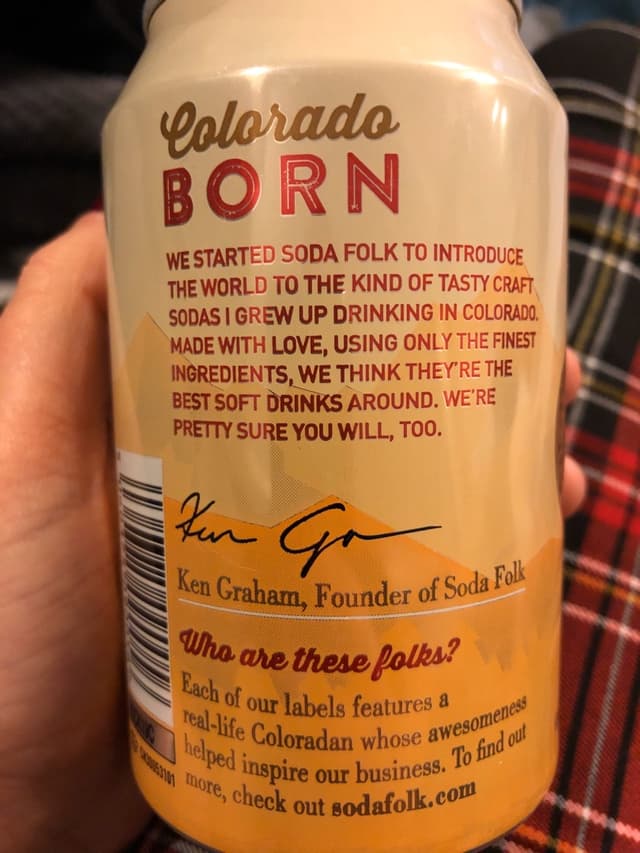 Colorado
BORN
WE STARTED SODA FOLK TO INTRODUCE
THE WORLD TO THE KIND OF TASTY CRAFT
SODAS I GREW UP DRINKING IN COLORADO.
MADE WITH LOVE, USING ONLY THE FINEST
INGREDIENTS, WE THINK THEY'RE THE
BEST SOFT DRINKS AROUND. WE'RE
PRETTY SURE YOU WILL, TOO.
Ken Graham, Founder of Soda Folk
Who are these folks?
Each of our labels features a
real-life Coloradan whose awesomeness
helped inspire our business. To find out
more, check out sodafolk.com